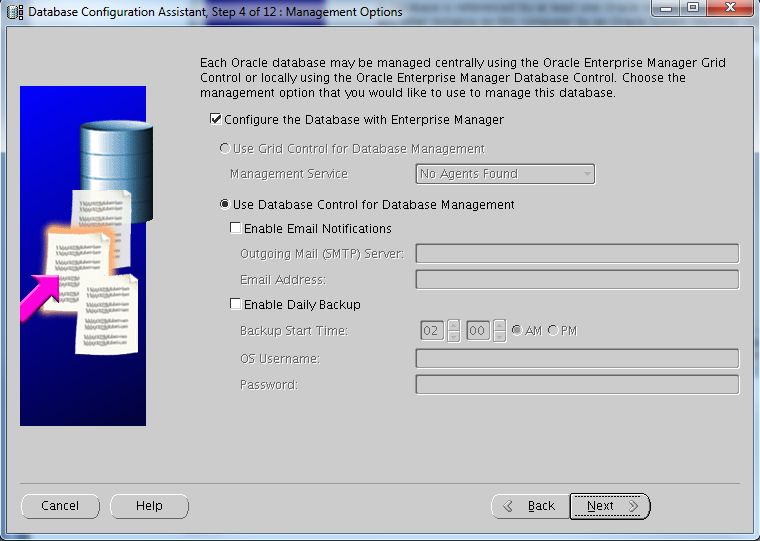 Database Configuration Assistant, Step 4 of 12 : Management Options
Each Oracle database may be managed centrally using the Oracle Enterprise Manager Grid
Control or locally using the Oracle Enterprise Manager Database Control. Choose the
management option that you would like to use to manage this database.
Configure the Database with Enterprise Manager
Use Grid Control for Database Management
Management Service No Agents Found
Use Database Control for Database Management
Enable Email Notifications
Outgoing Mail (SMTP) Server:
Email Address:
Enable Daily Backup
Backup Start Time: 02 00 AM PM
OS Username:
Password:
Cancel Help Back Next